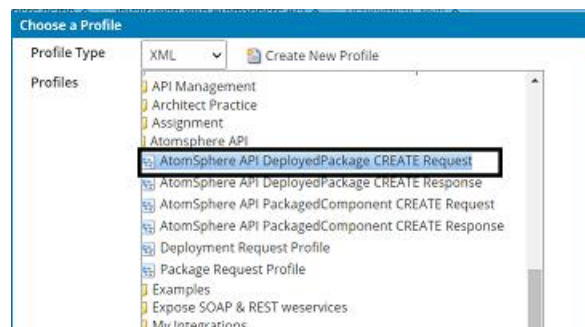 Choose a Profile
Profile Type XML Create New Profile
Profiles
API Management
Architect Practice
Assignment
Atomsphere API
AtomSphere API DeployedPackage CREATE Request
AtomSphere API DeployedPackage CREATE Response
AtomSphere API PackagedComponent CREATE Request
AtomSphere API PackagedComponent CREATE Response
Deployment Request Profile
Package Request Profile
Examples
Expose SOAP & REST weservices
My Integrations